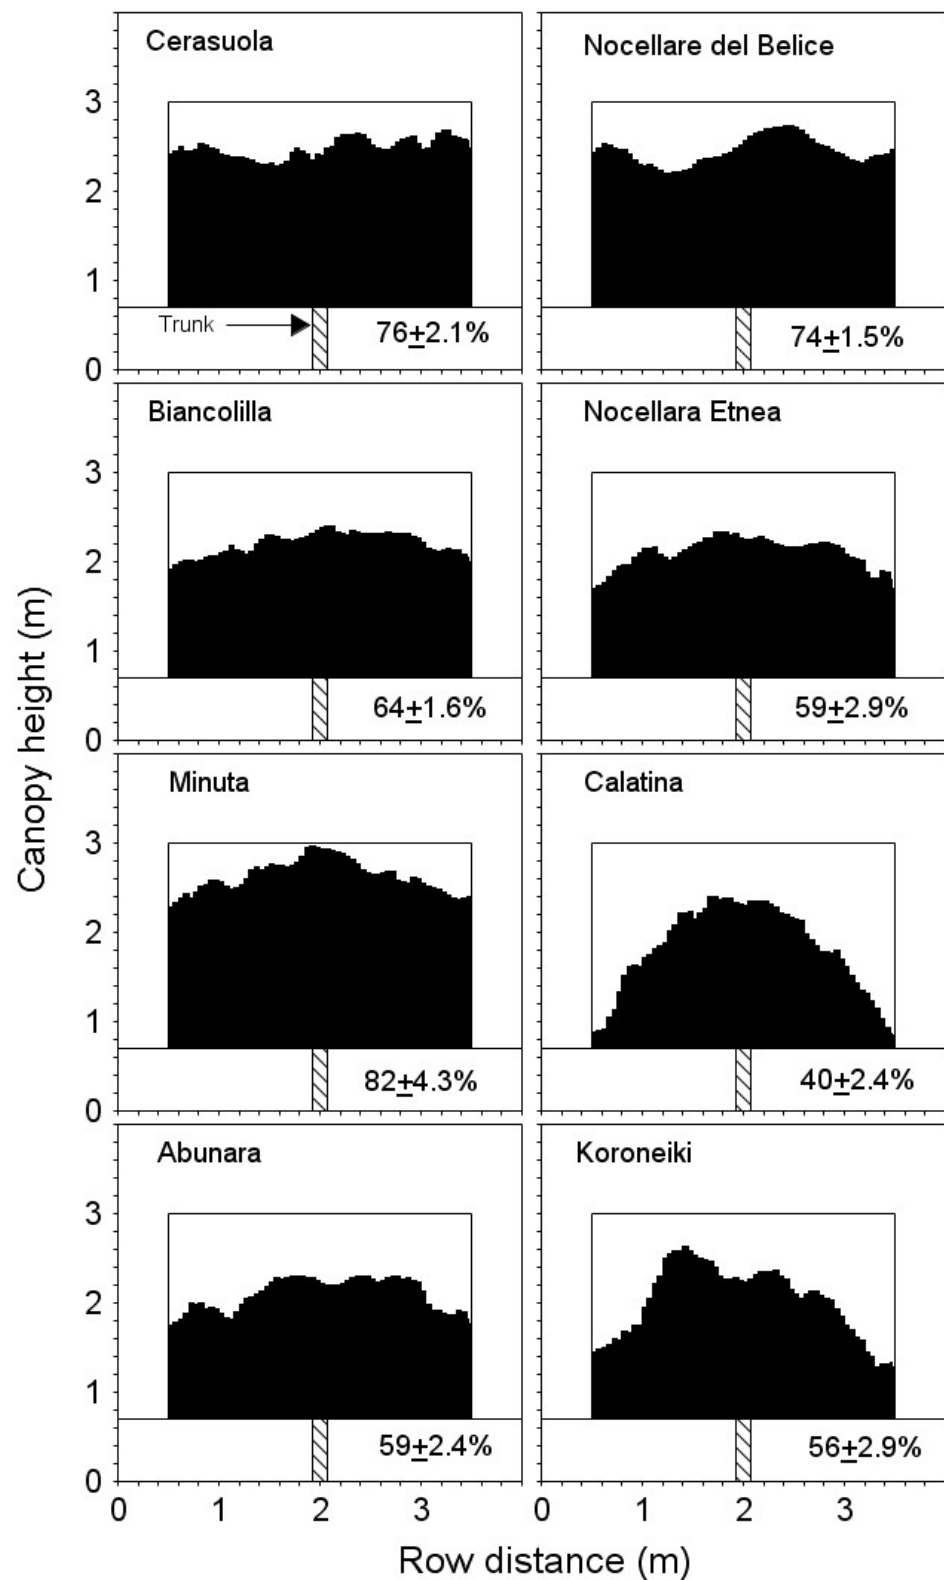 Cerasuola
Nocellare del Belice
3
2
1
0
Trunk
76±2.1%
74±1.5%
Biancolilla
Nocellara Etnea
3
2
1
0
64±1.6%
59±2.9%
Minuta
Calatina
3
2
1
0
82±4.3%
40±2.4%
Abunara
Koroneiki
3
2
1
0
59±2.4%
56±2.9%
0 1 2 3 0 1 2 3
Canopy height (m)
Row distance (m)